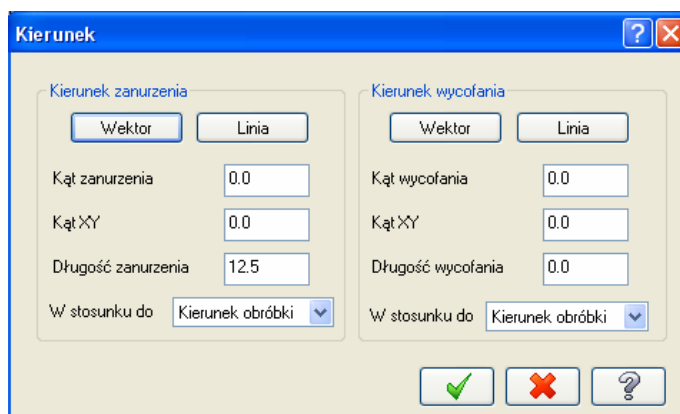 Kierunek
Kierunek zanurzenia
Wektor
Linia
Kąt zanurzenia
0.0
Kąt XY
0.0
Długość zanurzenia
12.5
W stosunku do
Kierunek obróbki
Kierunek wycofania
Wektor
Linia
Kąt wycofania
0.0
Kąt XY
0.0
Długość wycofania
0.0
W stosunku do
Kierunek obróbki